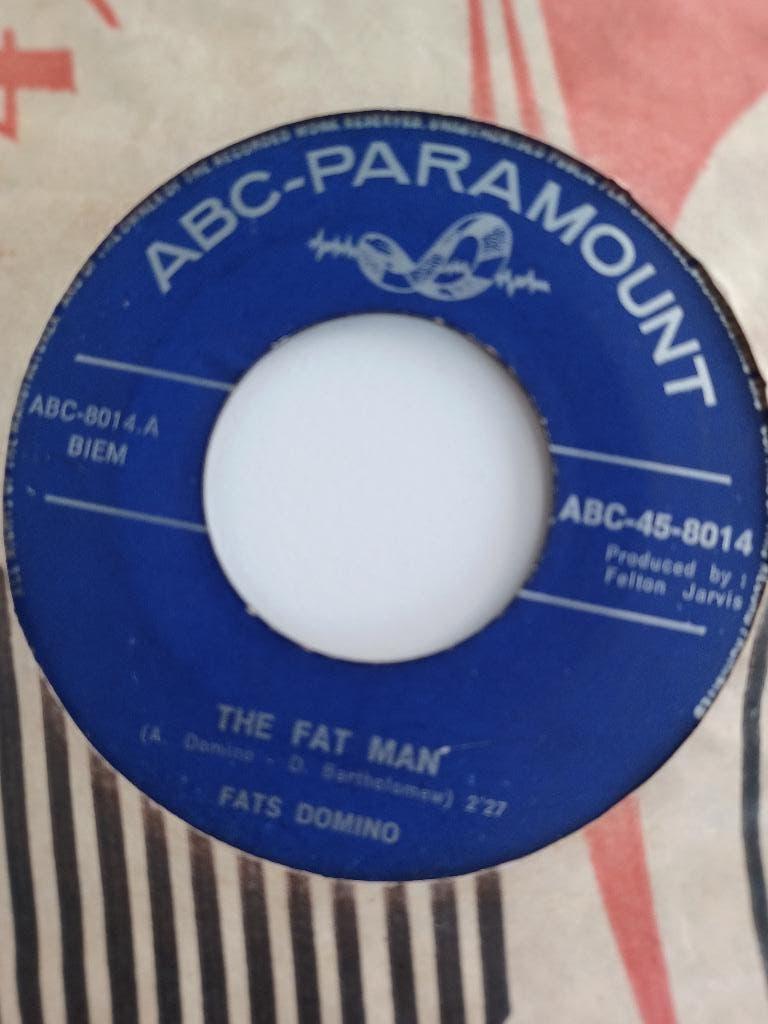 ABC-PARAMOUNT
ABC-8014.A
BIEM
ABC-45-8014
Produced by :
Felton Jarvis
THE FAT MAN
(A. Domino - D. Bartholomew) 2'27
FATS DOMINO